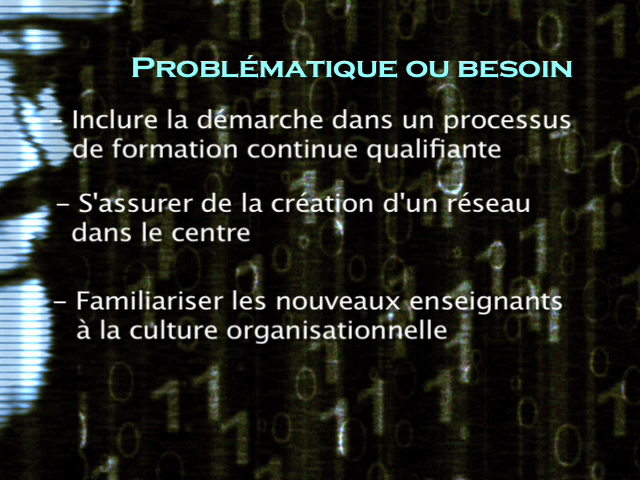 Problématique ou besoin
- Inclure la démarche dans un processus
de formation continue qualifiante
- S'assurer de la création d'un réseau
dans le centre
- Familiariser les nouveaux enseignants
à la culture organisationnelle